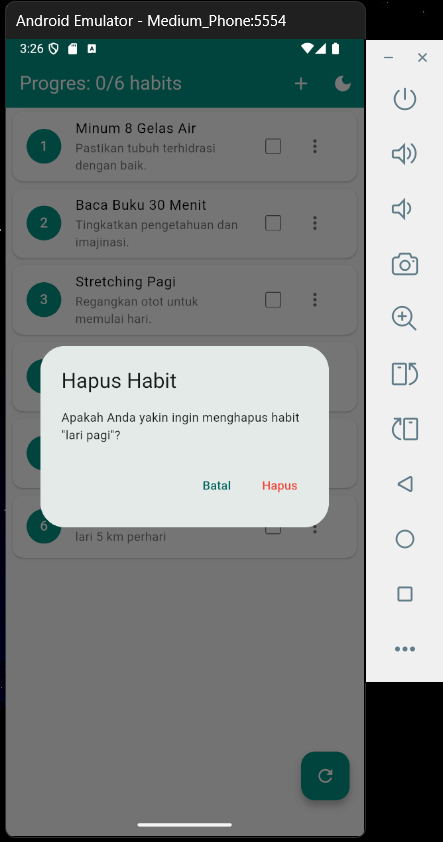 Android Emulator - Medium_Phone:5554
3:26
Progres: 0/6 habits
1
Minum 8 Gelas Air
Pastikan tubuh terhidrasi
dengan baik.
2
Baca Buku 30 Menit
Tingkatkan pengetahuan dan
imajinasi.
3
Stretching Pagi
Regangkan otot untuk
memulai hari.
Hapus Habit
Apakah Anda yakin ingin menghapus habit
"lari pagi"?
Batal
Hapus
6
lari 5 km perhari